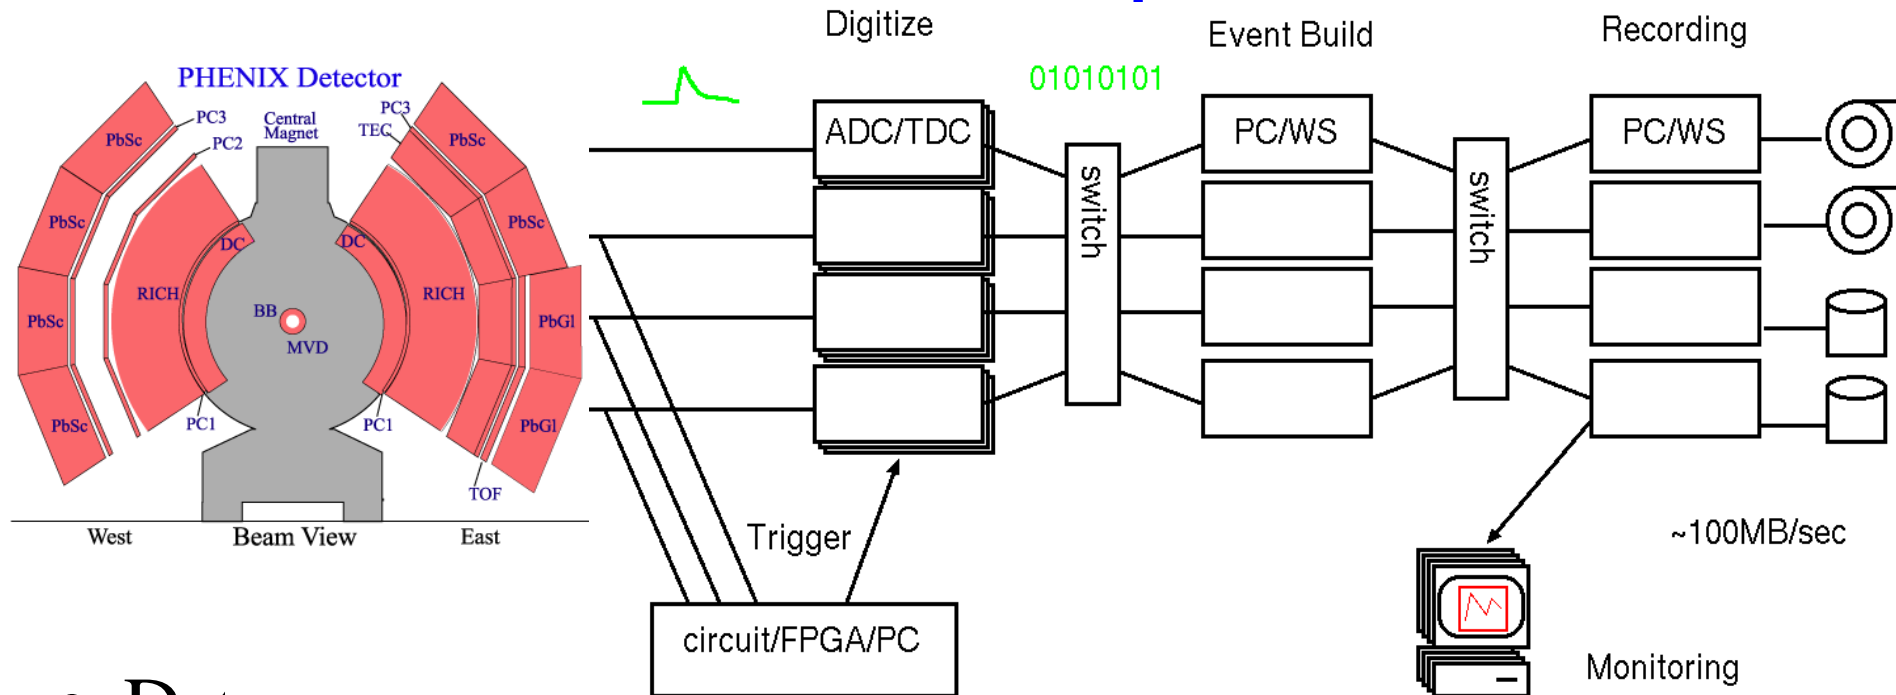 PHENIX Detector
PC3
PC2
Central
Magnet
PC3
TEC
PbSc
PbSc
PbSc
PbSc
DC
DC
RICH
RICH
BB
MVD
PbSc
PbSc
PbSc
PbGl
PbGl
PC1
PC1
TOF
West
Beam View
East
Digitize
Event Build
Recording
01010101
ADC/TDC
switch
PC/WS
switch
PC/WS
Trigger
circuit/FPGA/PC
~100MB/sec
Monitoring